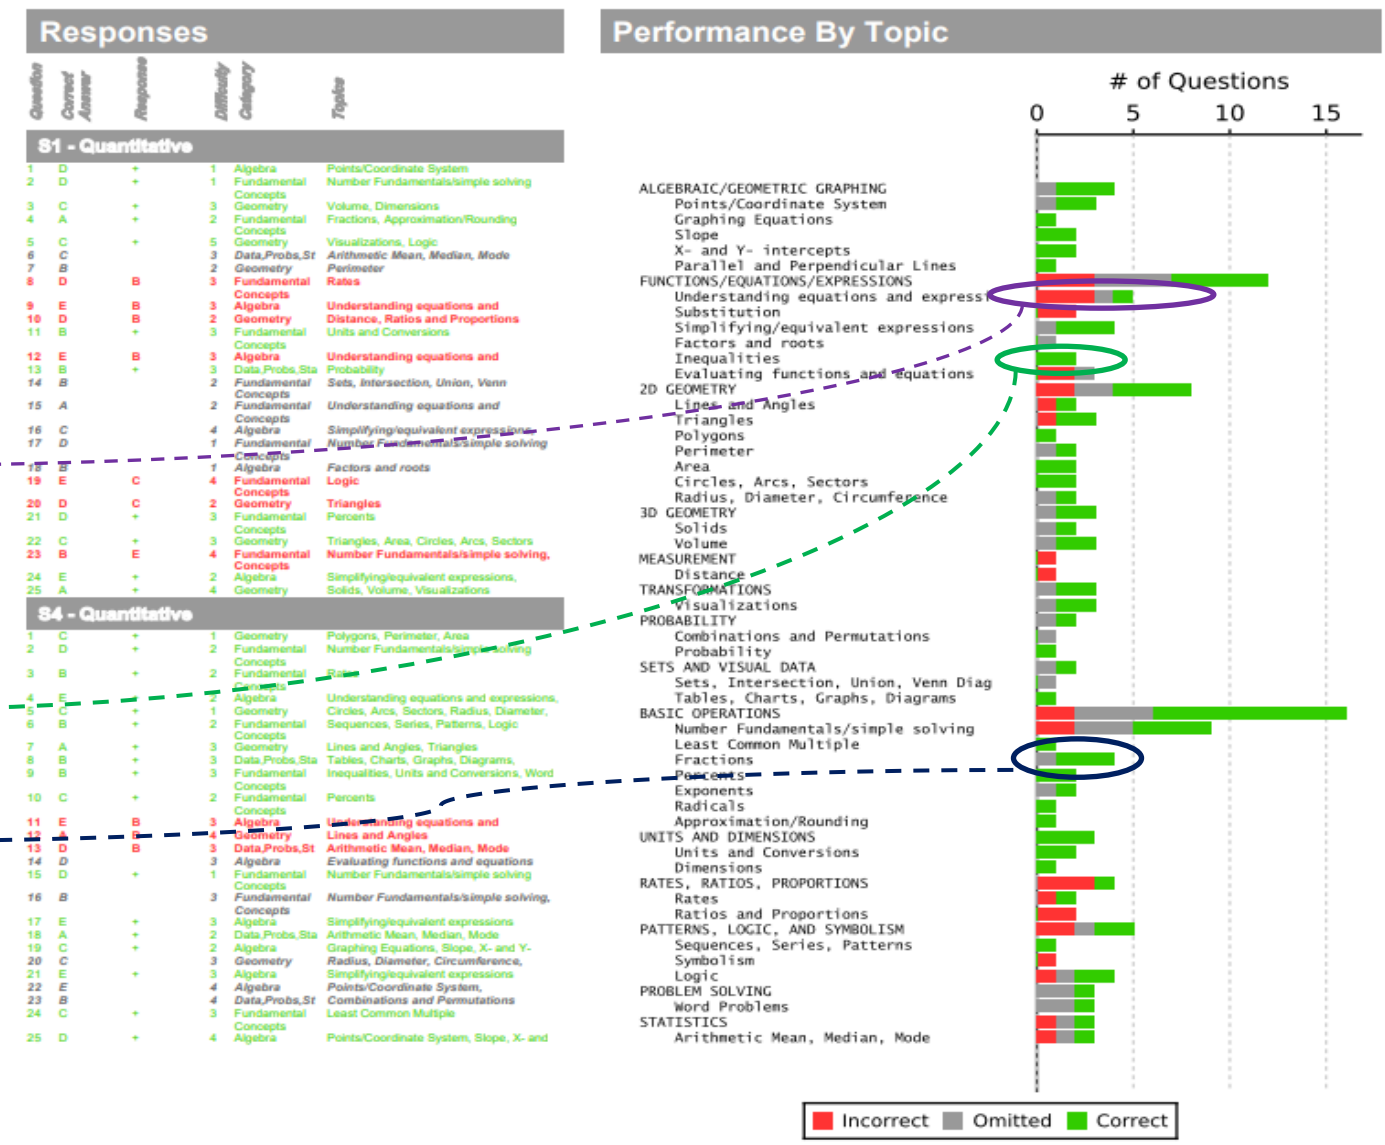 Responses
Question
Correct Answer
Response
Difficulty
Category
Topics
S1 - Quantitative
1 D + 1 Algebra Points/Coordinate System
2 D + 1 Fundamental Concepts Number Fundamentals/simple solving
3 C + 3 Geometry Volume, Dimensions
4 A + 2 Fundamental Concepts Fractions, Approximation/Rounding
5 C + 5 Geometry Visualizations, Logic
6 C 3 Data,Probs,St Arithmetic Mean, Median, Mode
7 B 2 Geometry Perimeter
8 D B 3 Fundamental Concepts Rates
9 E B 3 Algebra Understanding equations and
10 D B 2 Geometry Distance, Ratios and Proportions
11 B + 3 Fundamental Concepts Units and Conversions
12 E B 3 Algebra Understanding equations and
13 B + 3 Data,Probs,Sta Probability
14 B 2 Fundamental Concepts Sets, Intersection, Union, Venn
15 A 2 Fundamental Concepts Understanding equations and
16 C 4 Algebra Simplifying/equivalent expressions,
17 D 1 Fundamental Concepts Number Fundamentals/simple solving
18 B 1 Algebra Factors and roots
19 E C 4 Fundamental Concepts Logic
20 D C 2 Geometry Triangles
21 D + 3 Fundamental Concepts Percents
22 C + 3 Geometry Triangles, Area, Circles, Arcs, Sectors
23 B E 4 Fundamental Concepts Number Fundamentals/simple solving,
24 E + 2 Algebra Simplifying/equivalent expressions,
25 A + 4 Geometry Solids, Volume, Visualizations
S4 - Quantitative
1 C + 1 Geometry Polygons, Perimeter, Area
2 D + 2 Fundamental Concepts Number Fundamentals/simple solving
3 B + 2 Fundamental Concepts Rates
4 E + 2 Algebra Understanding equations and expressions,
5 C + 1 Geometry Circles, Arcs, Sectors, Radius, Diameter,
6 B + 2 Fundamental Concepts Sequences, Series, Patterns, Logic
7 A + 3 Geometry Lines and Angles, Triangles
8 B + 3 Data,Probs,Sta Tables, Charts, Graphs, Diagrams,
9 B + 3 Fundamental Concepts Inequalities, Units and Conversions, Word
10 C + 2 Fundamental Concepts Percents
11 E B 3 Algebra Understanding equations and
12 A 4 Geometry Lines and Angles
13 D B 3 Data,Probs,St Arithmetic Mean, Median, Mode
14 D 3 Algebra Evaluating functions and equations
15 D + 1 Fundamental Concepts Number Fundamentals/simple solving
16 B 3 Fundamental Concepts Number Fundamentals/simple solving,
17 E + 3 Algebra Simplifying/equivalent expressions
18 A + 2 Data,Probs,Sta Arithmetic Mean, Median, Mode
19 C + 2 Algebra Graphing Equations, Slope, X- and Y-
20 C 3 Geometry Radius, Diameter, Circumference,
21 E + 3 Algebra Simplifying/equivalent expressions
22 E 4 Algebra Points/Coordinate System,
23 B 4 Data,Probs,St Combinations and Permutations
24 C + 3 Fundamental Concepts Least Common Multiple
25 D + 4 Algebra Points/Coordinate System, Slope, X- and
Performance By Topic
# of Questions
0 5 10 15
ALGEBRAIC/GEOMETRIC GRAPHING
Points/Coordinate System
Graphing Equations
Slope
X- and Y- intercepts
Parallel and Perpendicular Lines
FUNCTIONS/EQUATIONS/EXPRESSIONS
Understanding equations and express
Substitution
Simplifying/equivalent expressions
Factors and roots
Inequalities
Evaluating functions and equations
2D GEOMETRY
Lines and Angles
Triangles
Polygons
Perimeter
Area
Circles, Arcs, Sectors
Radius, Diameter, Circumference
3D GEOMETRY
Solids
Volume
MEASUREMENT
Distance
TRANSFORMATIONS
Visualizations
PROBABILITY
Combinations and Permutations
Probability
SETS AND VISUAL DATA
Sets, Intersection, Union, Venn Diag
Tables, Charts, Graphs, Diagrams
BASIC OPERATIONS
Number Fundamentals/simple solving
Least Common Multiple
Fractions
Percents
Exponents
Radicals
Approximation/Rounding
UNITS AND DIMENSIONS
Units and Conversions
Dimensions
RATES, RATIOS, PROPORTIONS
Rates
Ratios and Proportions
PATTERNS, LOGIC, AND SYMBOLISM
Sequences, Series, Patterns
Symbolism
Logic
PROBLEM SOLVING
Word Problems
STATISTICS
Arithmetic Mean, Median, Mode
Incorrect Omitted Correct